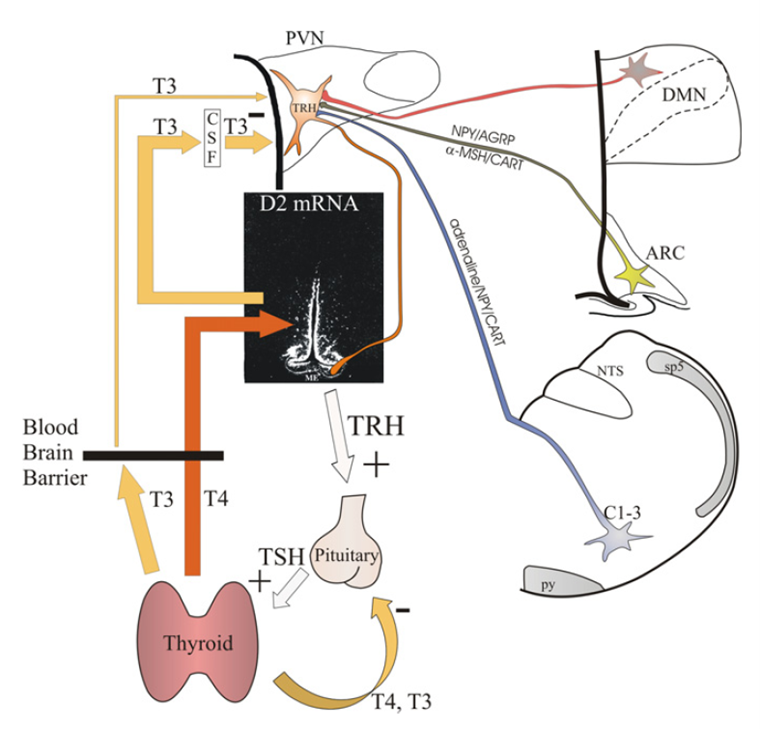 PVN
T3
TRH
DMN
T3
CSF
T3
-
NPY/AGRP
α-MSH/CART
D2 mRNA
adrenaline/NPY/CART
ARC
ME
NTS
sp5
Blood
Brain
Barrier
TRH
+
T3
T4
C1-3
TSH
Pituitary
+
py
-
Thyroid
T4, T3